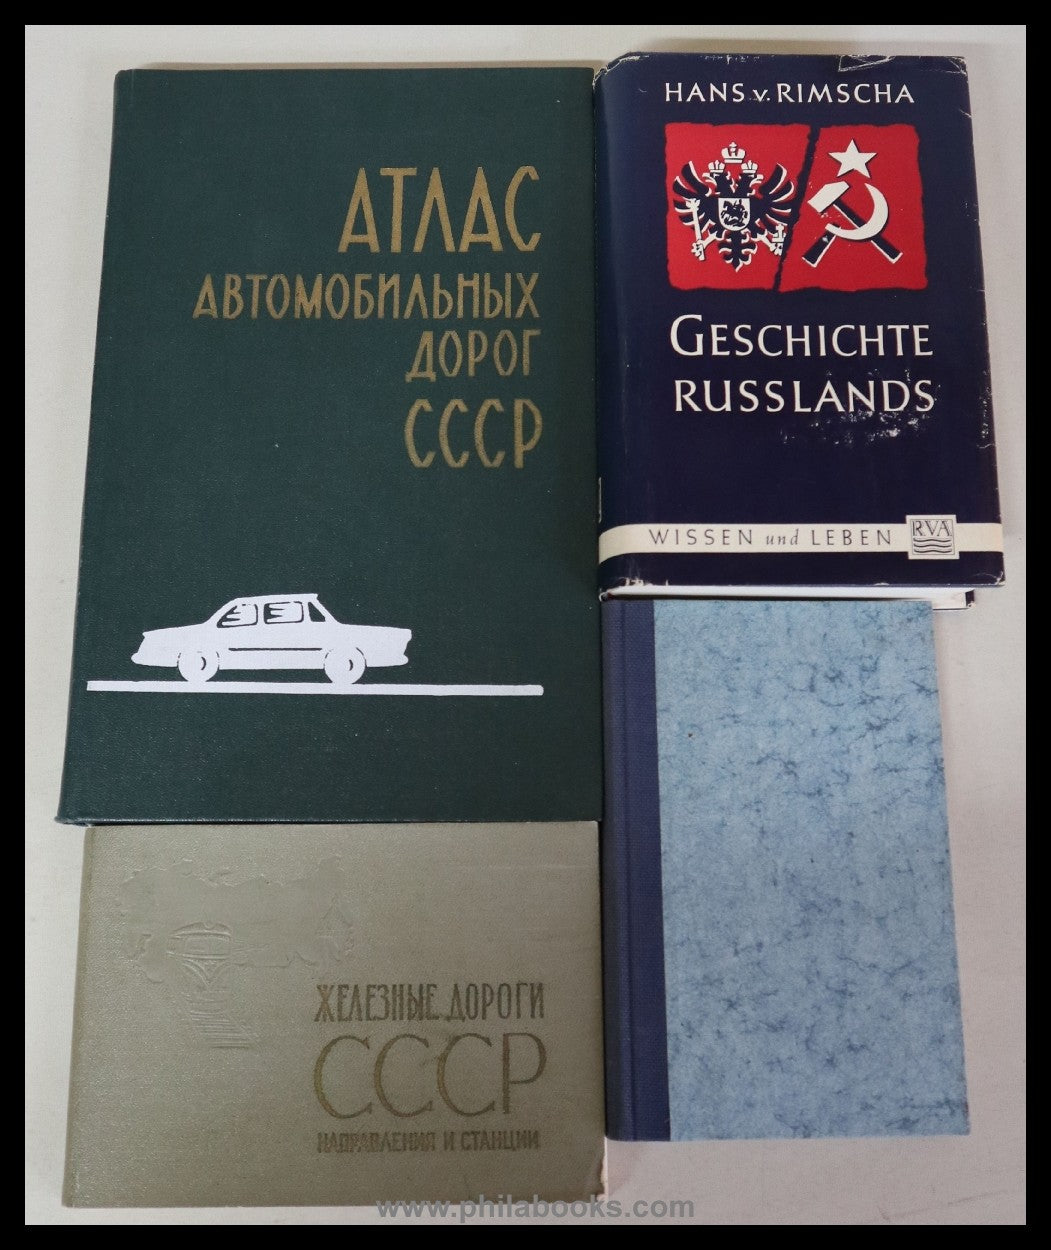 АТЛАС
АВТОМОБИЛЬНЫХ
ДОРОГ
СССР
HANS v. RIMSCHA
GESCHICHTE
RUSSLANDS
WISSEN und LEBEN
RVA
ЖЕЛЕЗНЫЕ ДОРОГИ
СССР
НАПРАВЛЕНИЯ И СТАНЦИИ
www.philabooks.com